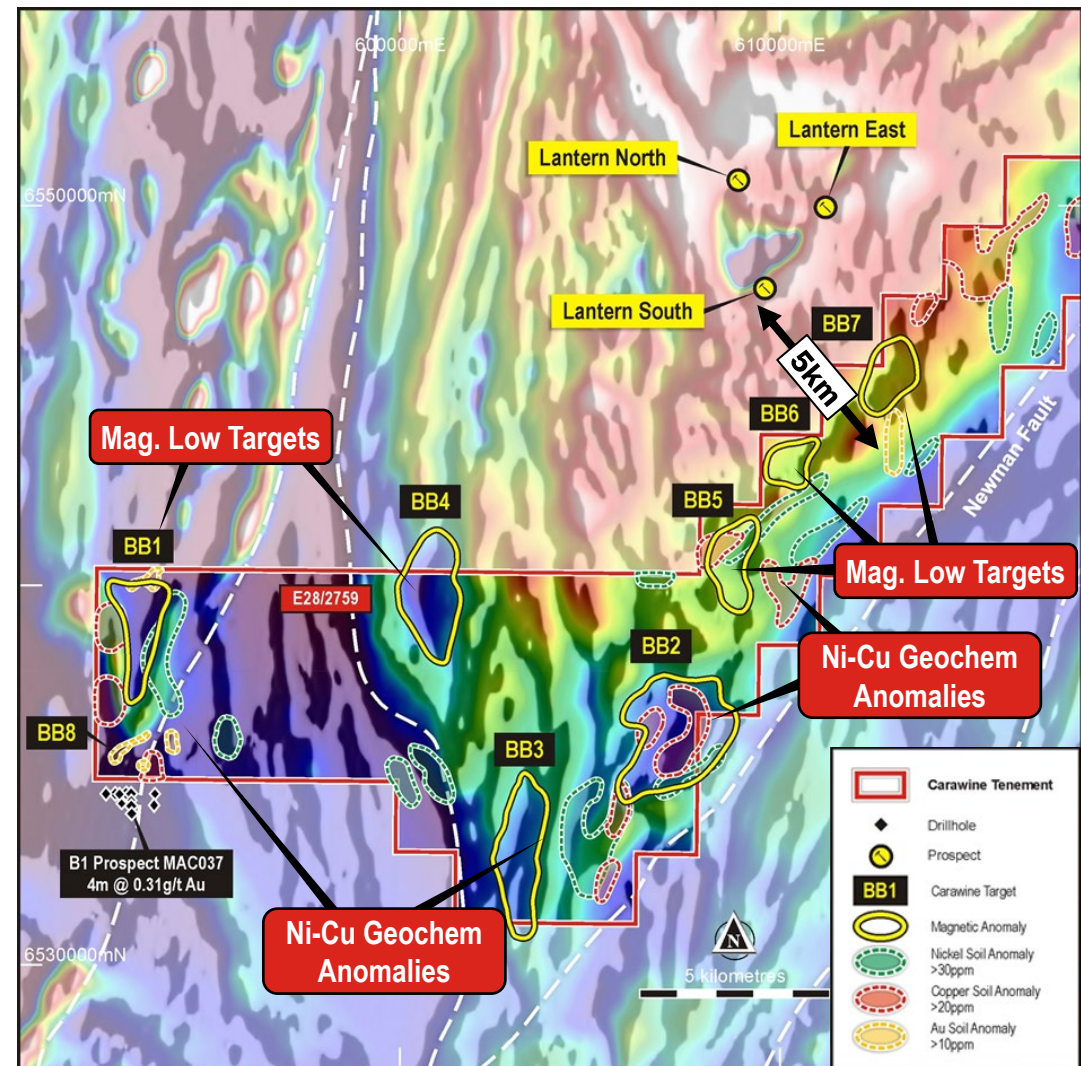 600000mE
610000mE
Lantern East
Lantern North
6550000mN
Lantern South
BB7
5km
BB6
Mag. Low Targets
BB4
BB5
Newman Fault
BB1
Mag. Low Targets
E28/2759
BB2
Ni-Cu Geochem
Anomalies
BB8
BB3
B1 Prospect MAC037
4m @ 0.31g/t Au
Ni-Cu Geochem
Anomalies
6530000mN
N
5 kilometres
Carawine Tenement
Drillhole
Prospect
BB1
Carawine Target
Magnetic Anomaly
Nickel Soil Anomaly
>30ppm
Copper Soil Anomaly
>20ppm
Au Soil Anomaly
>10ppm